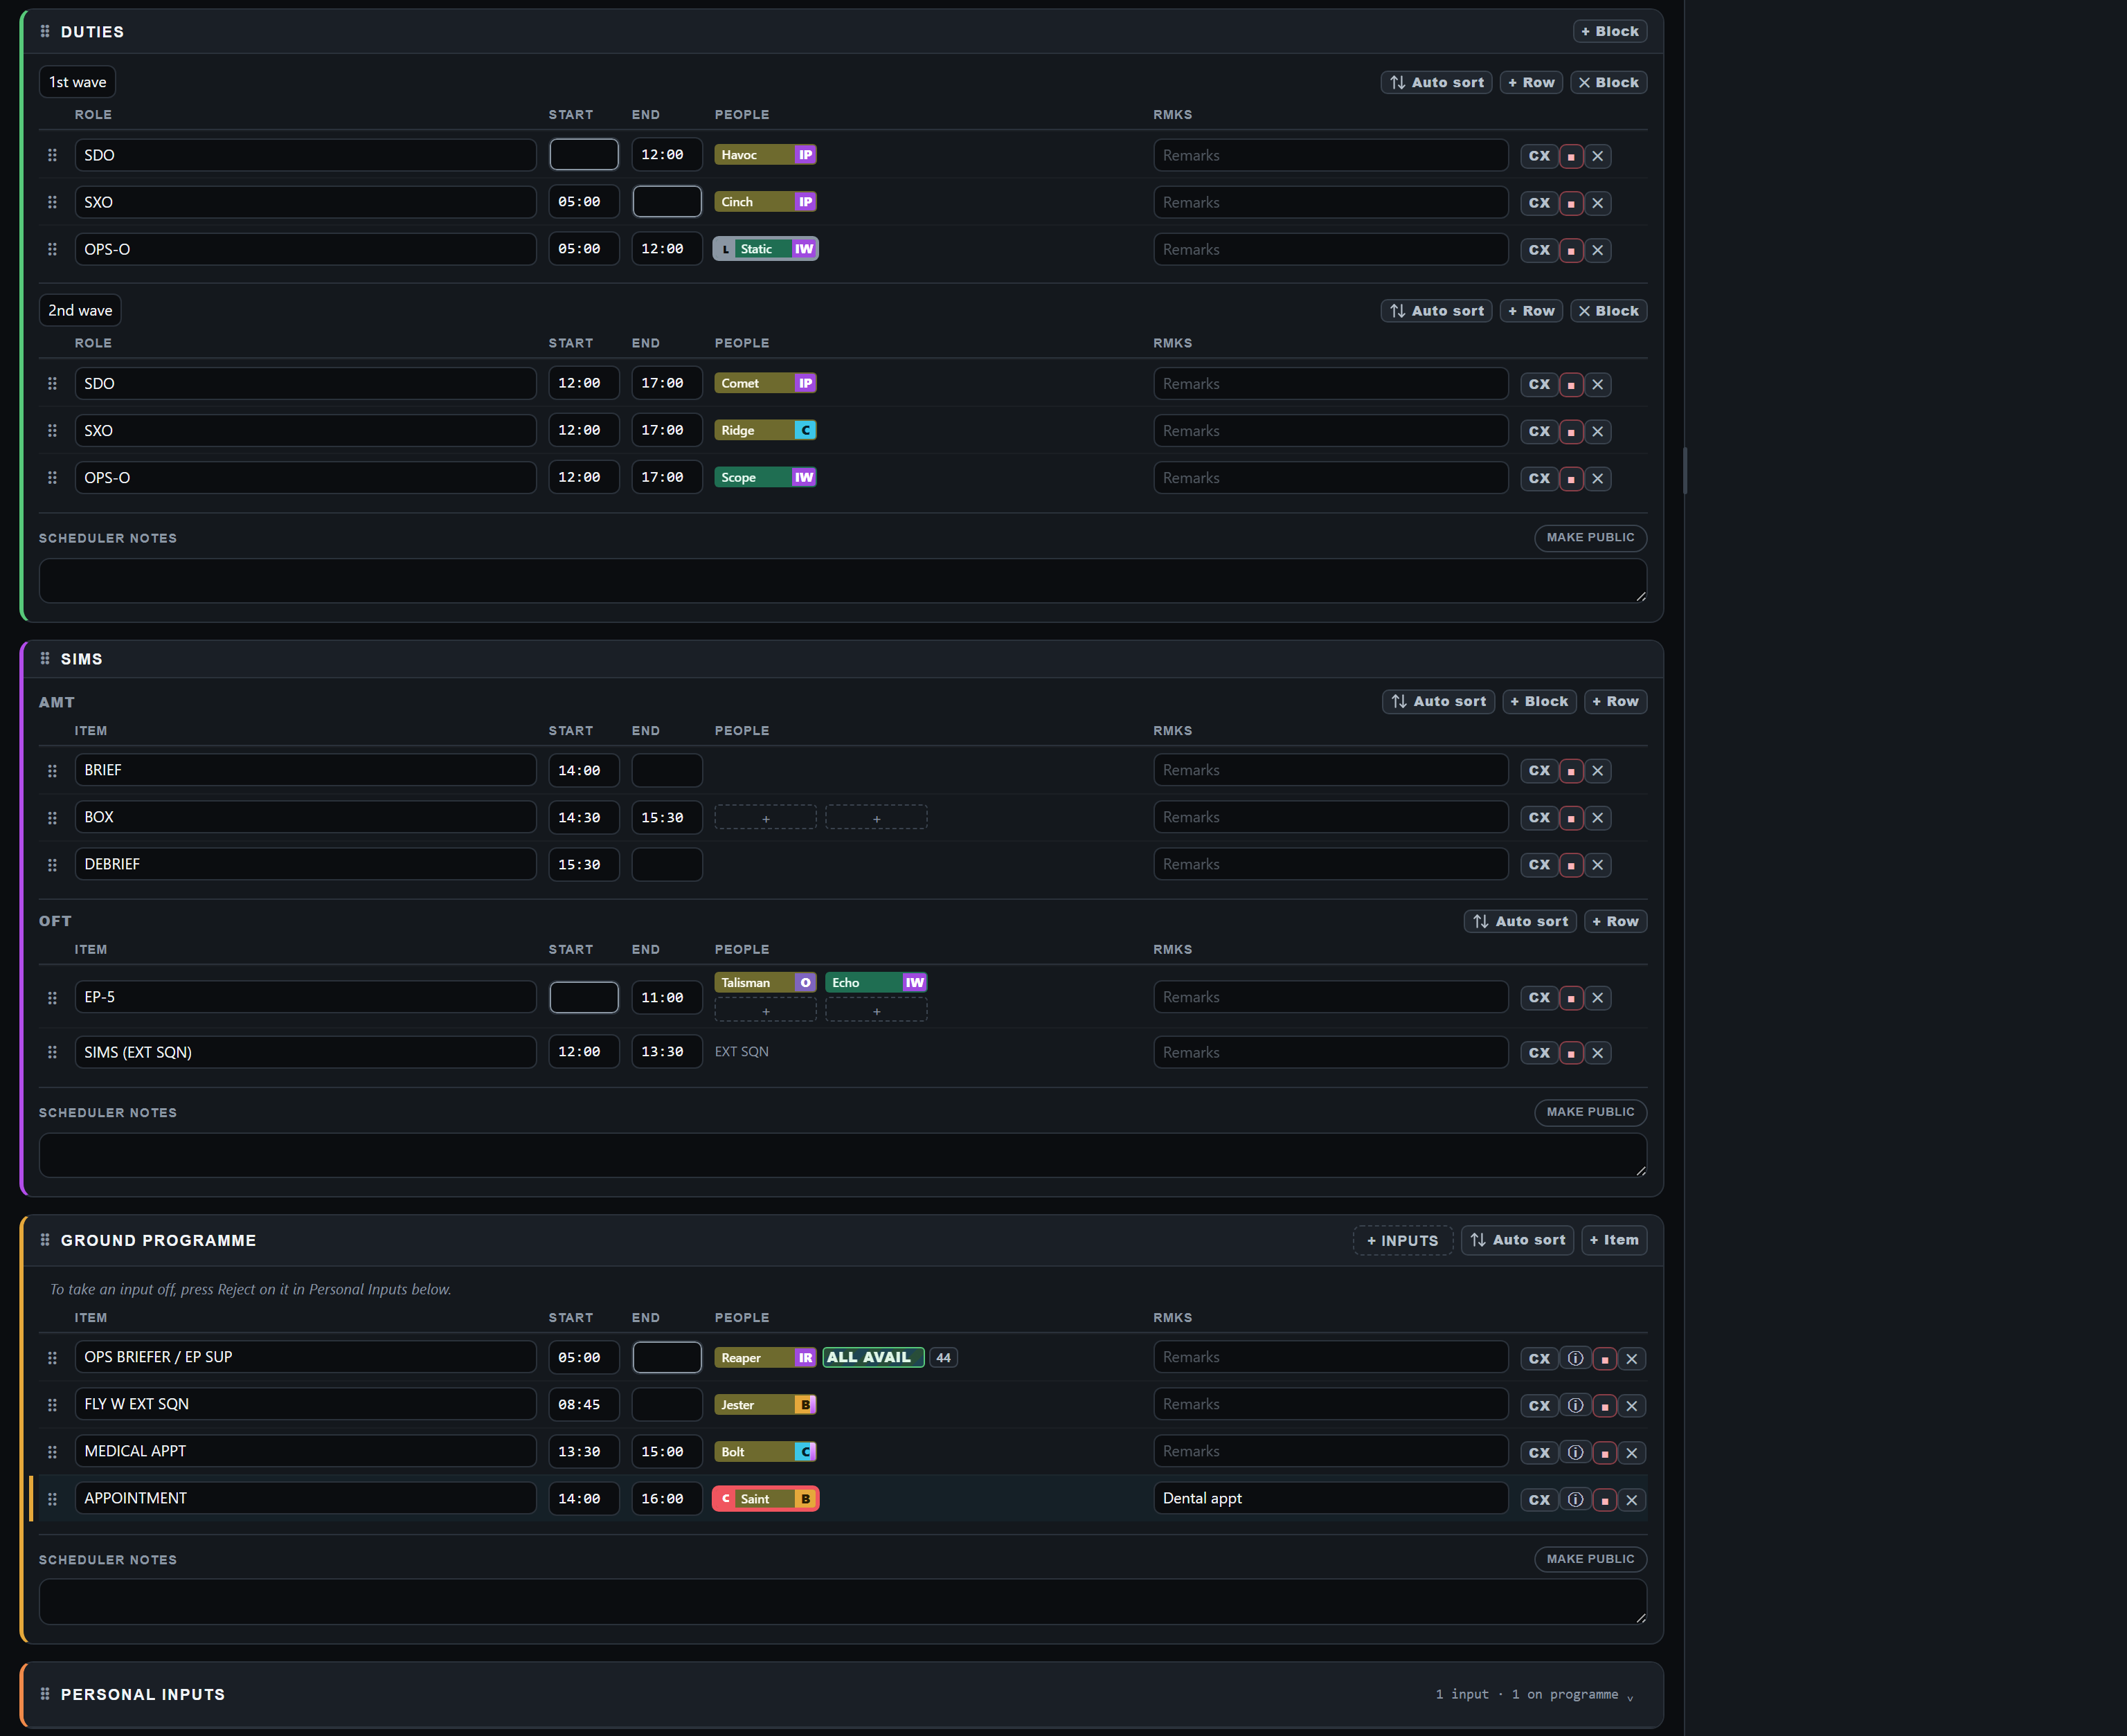 DUTIES + Block
1st wave Auto sort + Row × Block
ROLE START END PEOPLE RMKS
SDO 12:00 Havoc IP Remarks CX ×
SXO 05:00 Cinch IP Remarks CX ×
OPS-O 05:00 12:00 L Static IW Remarks CX ×
2nd wave Auto sort + Row × Block
ROLE START END PEOPLE RMKS
SDO 12:00 17:00 Comet IP Remarks CX ×
SXO 12:00 17:00 Ridge C Remarks CX ×
OPS-O 12:00 17:00 Scope IW Remarks CX ×
SCHEDULER NOTES MAKE PUBLIC
SIMS
AMT Auto sort + Block + Row
ITEM START END PEOPLE RMKS
BRIEF 14:00 Remarks CX ×
BOX 14:30 15:30 + + Remarks CX ×
DEBRIEF 15:30 Remarks CX ×
OFT Auto sort + Row
ITEM START END PEOPLE RMKS
EP-5 11:00 Talisman O Echo IW Remarks CX ×
+ +
SIMS (EXT SQN) 12:00 13:30 EXT SQN Remarks CX ×
SCHEDULER NOTES MAKE PUBLIC
GROUND PROGRAMME + INPUTS Auto sort + Item
To take an input off, press Reject on it in Personal Inputs below.
ITEM START END PEOPLE RMKS
OPS BRIEFER / EP SUP 05:00 Reaper IR ALL AVAIL 44 Remarks CX ⓘ ×
FLY W EXT SQN 08:45 Jester B Remarks CX ⓘ ×
MEDICAL APPT 13:30 15:00 Bolt C Remarks CX ⓘ ×
APPOINTMENT 14:00 16:00 C Saint B Dental appt CX ⓘ ×
SCHEDULER NOTES MAKE PUBLIC
PERSONAL INPUTS 1 input · 1 on programme